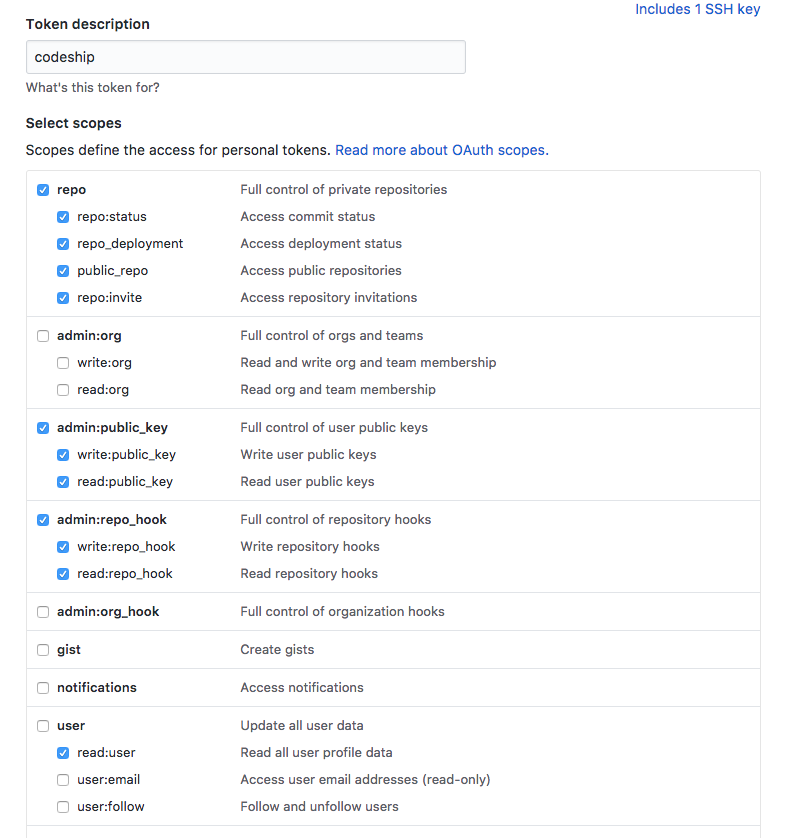 Includes 1 SSH key
Token description
codeship
What's this token for?
Select scopes
Scopes define the access for personal tokens. Read more about OAuth scopes.
repo Full control of private repositories
repo:status Access commit status
repo_deployment Access deployment status
public_repo Access public repositories
repo:invite Access repository invitations
admin:org Full control of orgs and teams
write:org Read and write org and team membership
read:org Read org and team membership
admin:public_key Full control of user public keys
write:public_key Write user public keys
read:public_key Read user public keys
admin:repo_hook Full control of repository hooks
write:repo_hook Write repository hooks
read:repo_hook Read repository hooks
admin:org_hook Full control of organization hooks
gist Create gists
notifications Access notifications
user Update all user data
read:user Read all user profile data
user:email Access user email addresses (read-only)
user:follow Follow and unfollow users